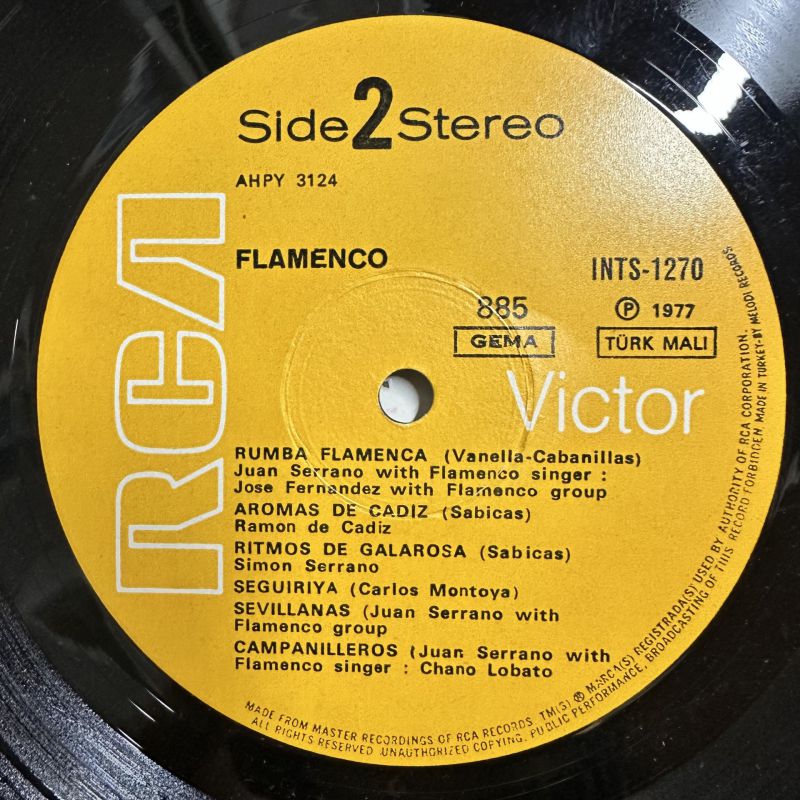 Side 2 Stereo
AHPY 3124
RCA
FLAMENCO
INTS-1270
885
GEMA
℗ 1977
TÜRK MALI
Victor
RUMBA FLAMENCA (Vanella-Cabanillas)
Juan Serrano with Flamenco singer :
Jose Fernandez with Flamenco group
AROMAS DE CADIZ (Sabicas)
Ramon de Cadiz
RITMOS DE GALAROSA (Sabicas)
Simon Serrano
SEGUIRIYA (Carlos Montoya)
SEVILLANAS (Juan Serrano with
Flamenco group
CAMPANILLEROS (Juan Serrano with
Flamenco singer : Chano Lobato
MADE FROM MASTER RECORDINGS OF RCA RECORDS. TM(S) ® MARCA(S) REGISTRADA(S) USED BY AUTHORITY OF RCA CORPORATION.
ALL RIGHTS RESERVED UNAUTHORIZED COPYING, PUBLIC PERFORMANCE, BROADCASTING OF THIS RECORD FORBIDDEN. MADE IN TURKEY-BY MELODI RECORDS